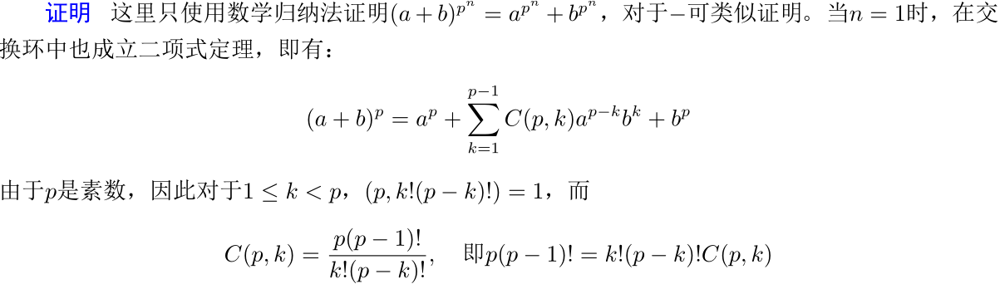 证明 这里只使用数学归纳法证明$(a+b)^{p^n} = a^{p^n} + b^{p^n}$，对于$-$可类似证明。当$n = 1$时，在交
换环中也成立二项式定理，即有：
$$(a+b)^p = a^p + \sum_{k=1}^{p-1} C(p,k)a^{p-k}b^k + b^p$$
由于$p$是素数，因此对于$1 \leq k < p$，$(p, k!(p-k)!) = 1$，而
$$C(p,k) = \frac{p(p-1)!}{k!(p-k)!}, \quad 即p(p-1)! = k!(p-k)!C(p,k)$$